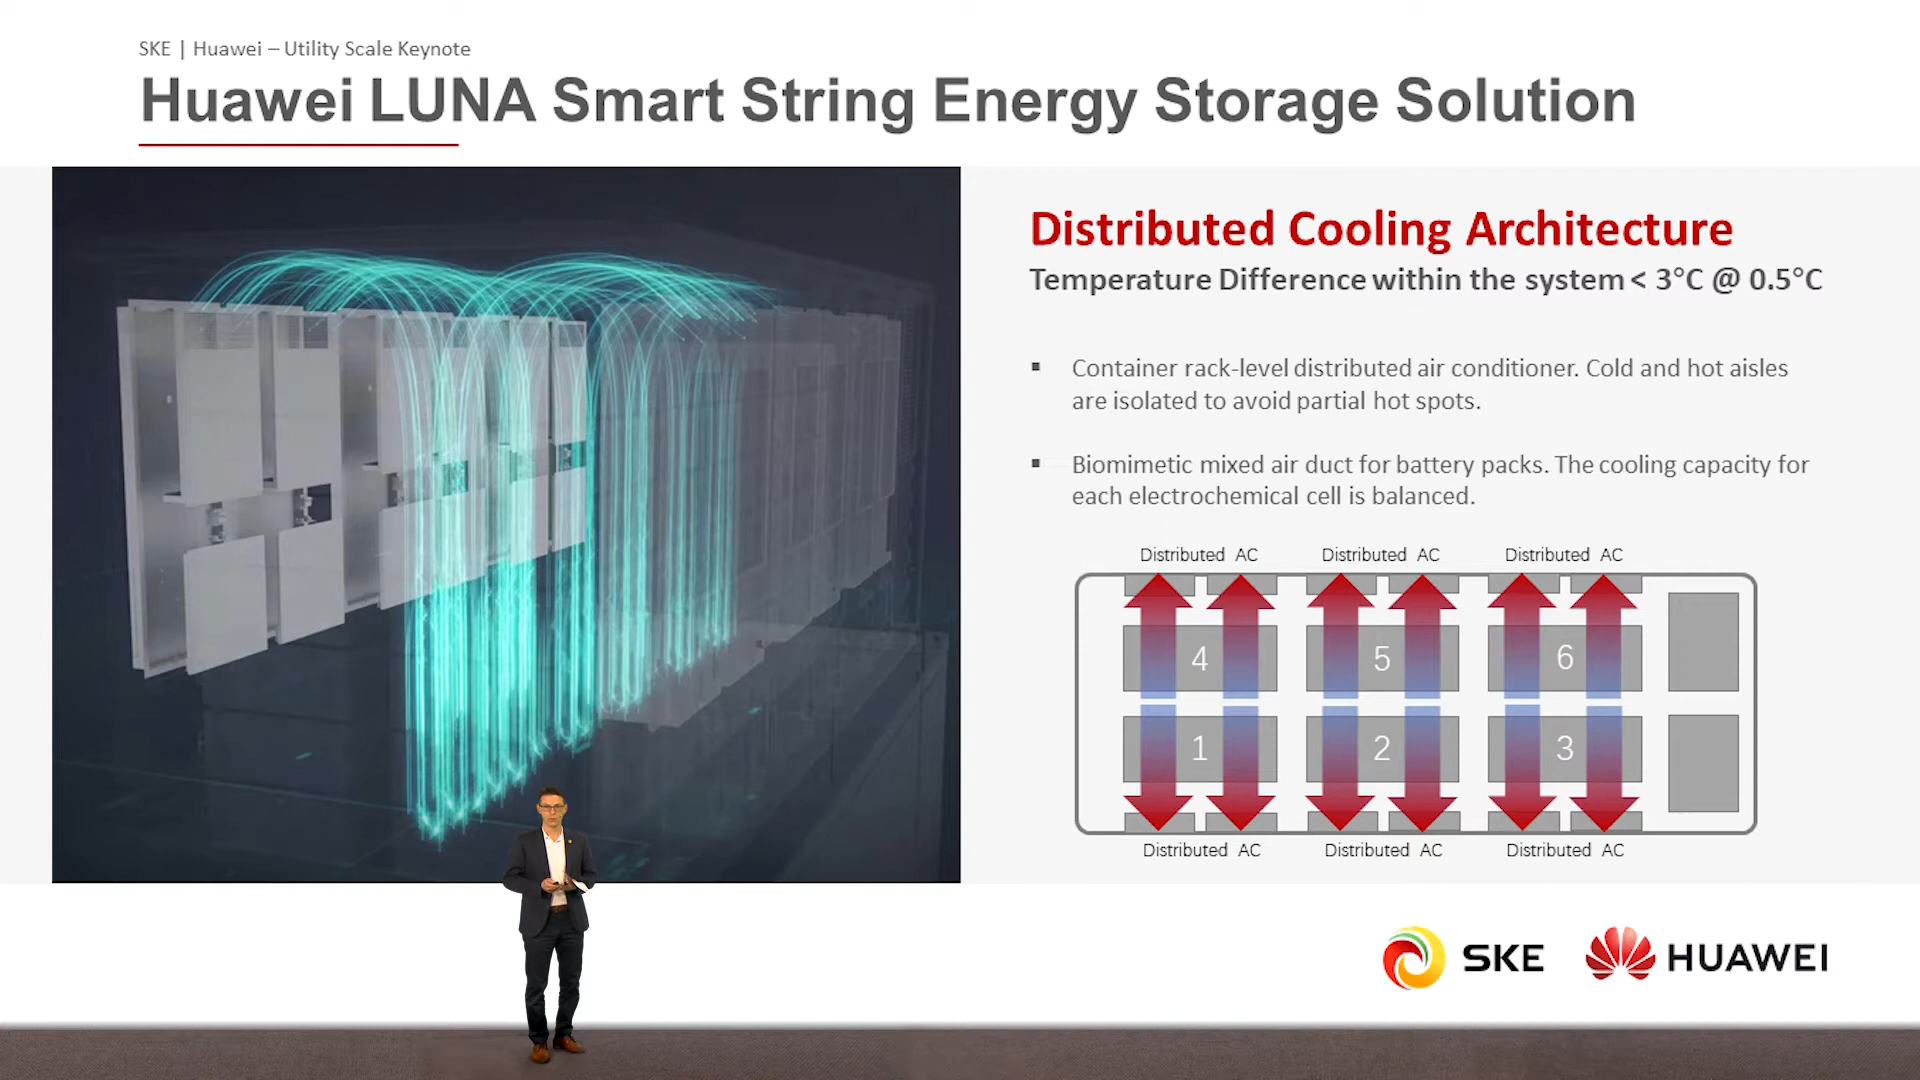 SKE | Huawei – Utility Scale Keynote
Huawei LUNA Smart String Energy Storage Solution
Distributed Cooling Architecture
Temperature Difference within the system < 3°C @ 0.5°C
▪ Container rack-level distributed air conditioner. Cold and hot aisles
are isolated to avoid partial hot spots.
▪ Biomimetic mixed air duct for battery packs. The cooling capacity for
each electrochemical cell is balanced.
Distributed AC Distributed AC Distributed AC
4 5 6
1 2 3
Distributed AC Distributed AC Distributed AC
SKE HUAWEI